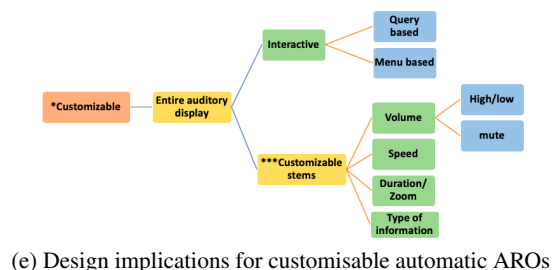 Query
based
Interactive
Menu based
*Customizable
Entire auditory
display
High/low
Volume
mute
***Customizable
stems
Speed
Duration/
Zoom
Type of
information
(e) Design implications for customisable automatic AROs